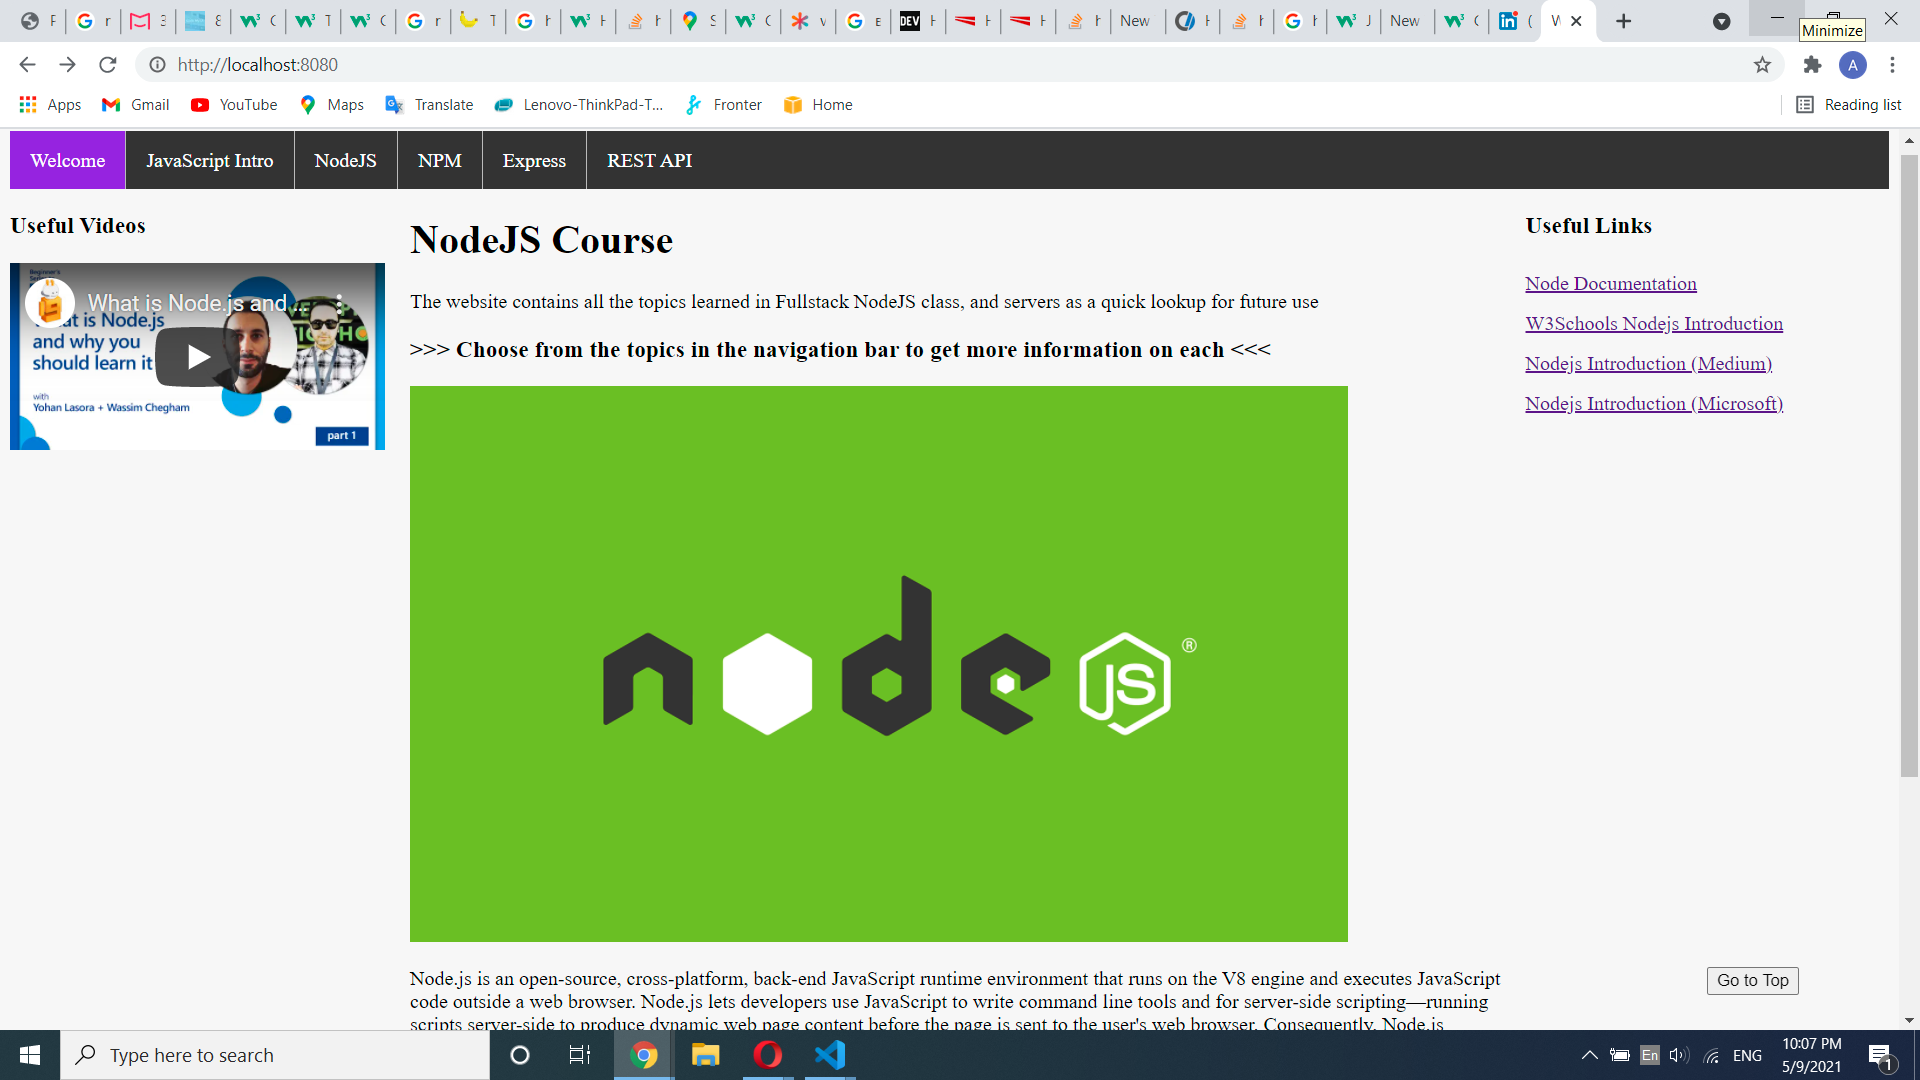 New
New
Minimize
http://localhost:8080
Apps
Gmail
YouTube
Maps
Translate
Lenovo-ThinkPad-T...
Fronter
Home
Reading list
Welcome
JavaScript Intro
NodeJS
NPM
Express
REST API
Useful Videos
What is Node.js and ...
Beginner's
What is Node.js
and why you
should learn it
with
Yohan Lasorsa + Wassim Chegham
part 1
NodeJS Course
The website contains all the topics learned in Fullstack NodeJS class, and servers as a quick lookup for future use
>>> Choose from the topics in the navigation bar to get more information on each <<<
node JS ®
Node.js is an open-source, cross-platform, back-end JavaScript runtime environment that runs on the V8 engine and executes JavaScript
code outside a web browser. Node.js lets developers use JavaScript to write command line tools and for server-side scripting—running
scripts server-side to produce dynamic web page content before the page is sent to the user's web browser. Consequently, Node.js
Useful Links
Node Documentation
W3Schools Nodejs Introduction
Nodejs Introduction (Medium)
Nodejs Introduction (Microsoft)
Go to Top
Type here to search
En
ENG
10:07 PM
5/9/2021
1